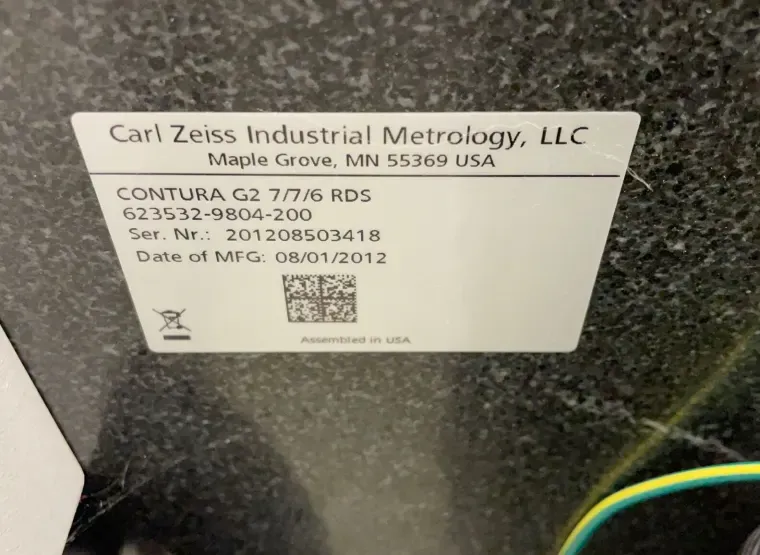 Carl Zeiss Industrial Metrology, LLC
Maple Grove, MN 55369 USA
CONTURA G2 7/7/6 RDS
623532-9804-200
Ser. Nr.: 201208503418
Date of MFG: 08/01/2012
Assembled in USA